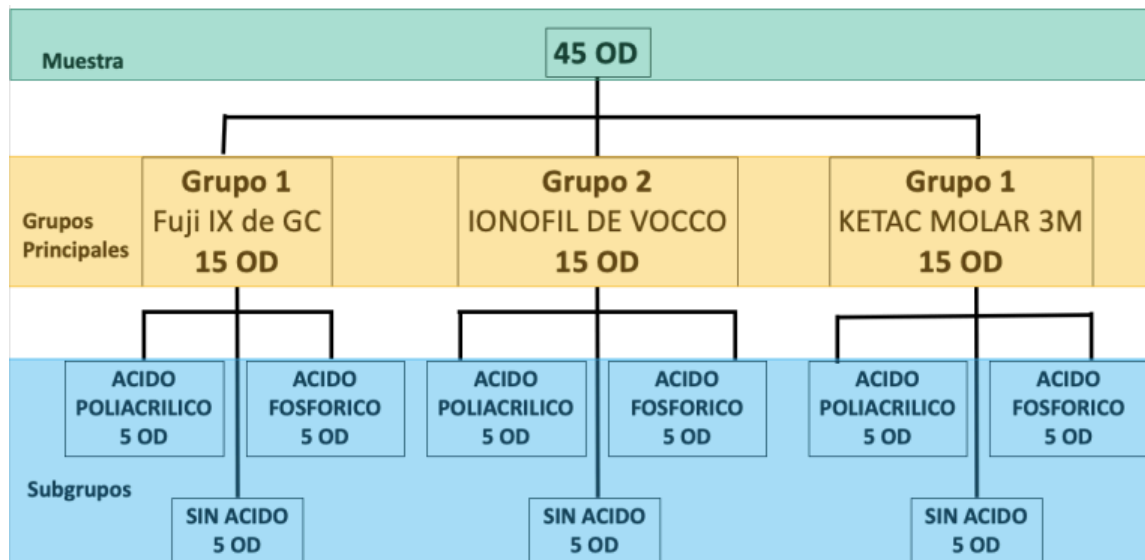 Muestra
45 OD
Grupos
Principales
Grupo 1
Fuji IX de GC
15 OD
Grupo 2
IONOFIL DE VOCCO
15 OD
Grupo 1
KETAC MOLAR 3M
15 OD
Subgrupos
ACIDO
POLIACRILICO
5 OD
ACIDO
FOSFORICO
5 OD
SIN ACIDO
5 OD
ACIDO
POLIACRILICO
5 OD
ACIDO
FOSFORICO
5 OD
SIN ACIDO
5 OD
ACIDO
POLIACRILICO
5 OD
ACIDO
FOSFORICO
5 OD
SIN ACIDO
5 OD